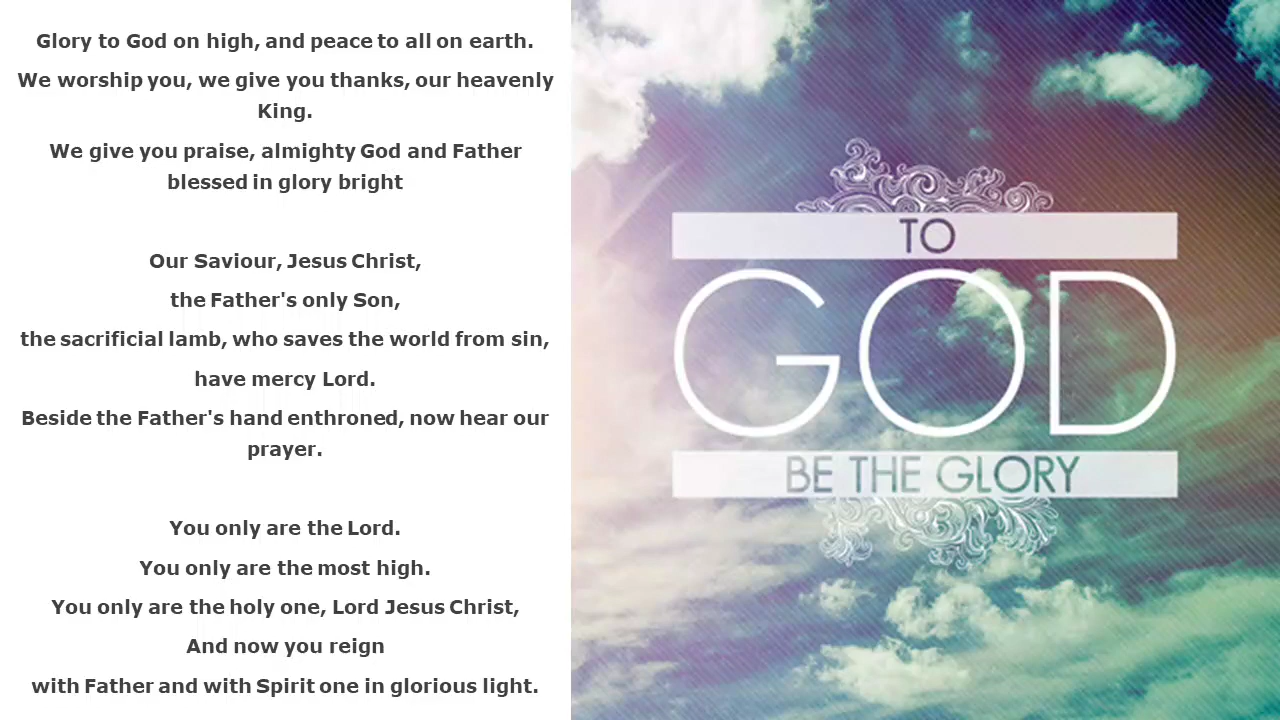 Glory to God on high, and peace to all on earth.
We worship you, we give you thanks, our heavenly
King.
We give you praise, almighty God and Father
blessed in glory bright
Our Saviour, Jesus Christ,
the Father's only Son,
the sacrificial lamb, who saves the world from sin,
have mercy Lord.
Beside the Father's hand enthroned, now hear our
prayer.
You only are the Lord.
You only are the most high.
You only are the holy one, Lord Jesus Christ,
And now you reign
with Father and with Spirit one in glorious light.
TO
GOD
BE THE GLORY